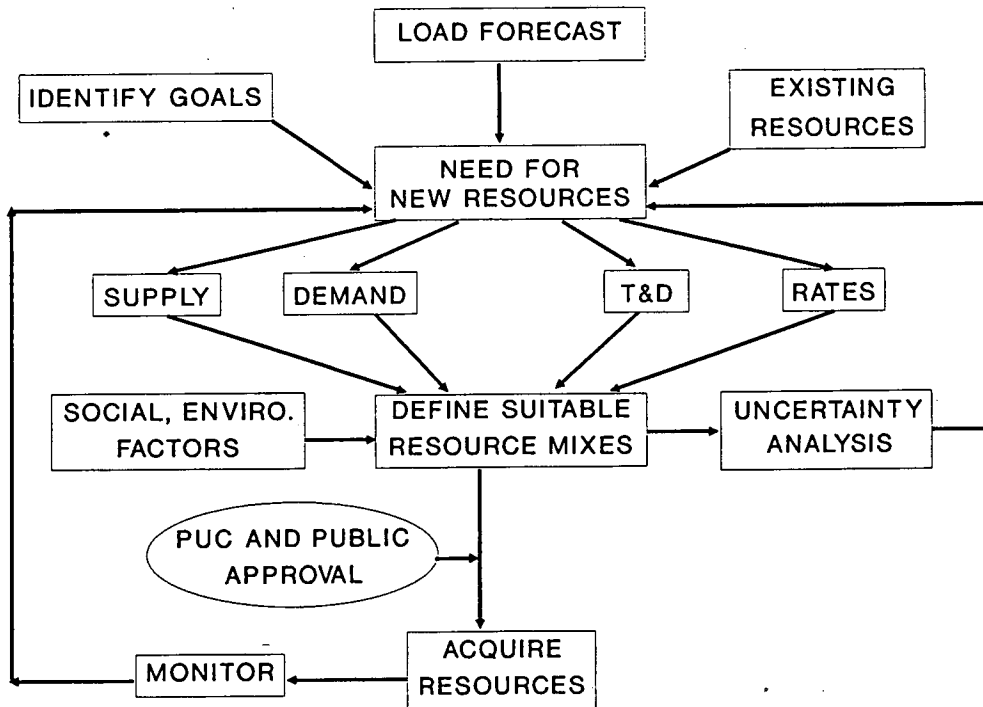 LOAD FORECAST
IDENTIFY GOALS
EXISTING
RESOURCES
NEED FOR
NEW RESOURCES
SUPPLY
DEMAND
T&D
RATES
SOCIAL, ENVIRO.
FACTORS
DEFINE SUITABLE
RESOURCE MIXES
UNCERTAINTY
ANALYSIS
PUC AND PUBLIC
APPROVAL
ACQUIRE
RESOURCES
MONITOR